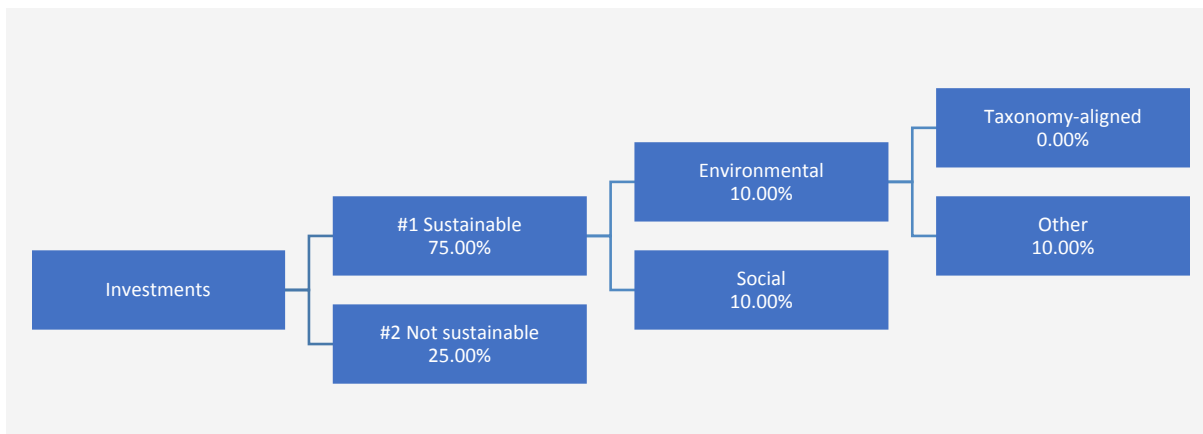 Investments
#1 Sustainable
75.00%
#2 Not sustainable
25.00%
Environmental
10.00%
Social
10.00%
Taxonomy-aligned
0.00%
Other
10.00%